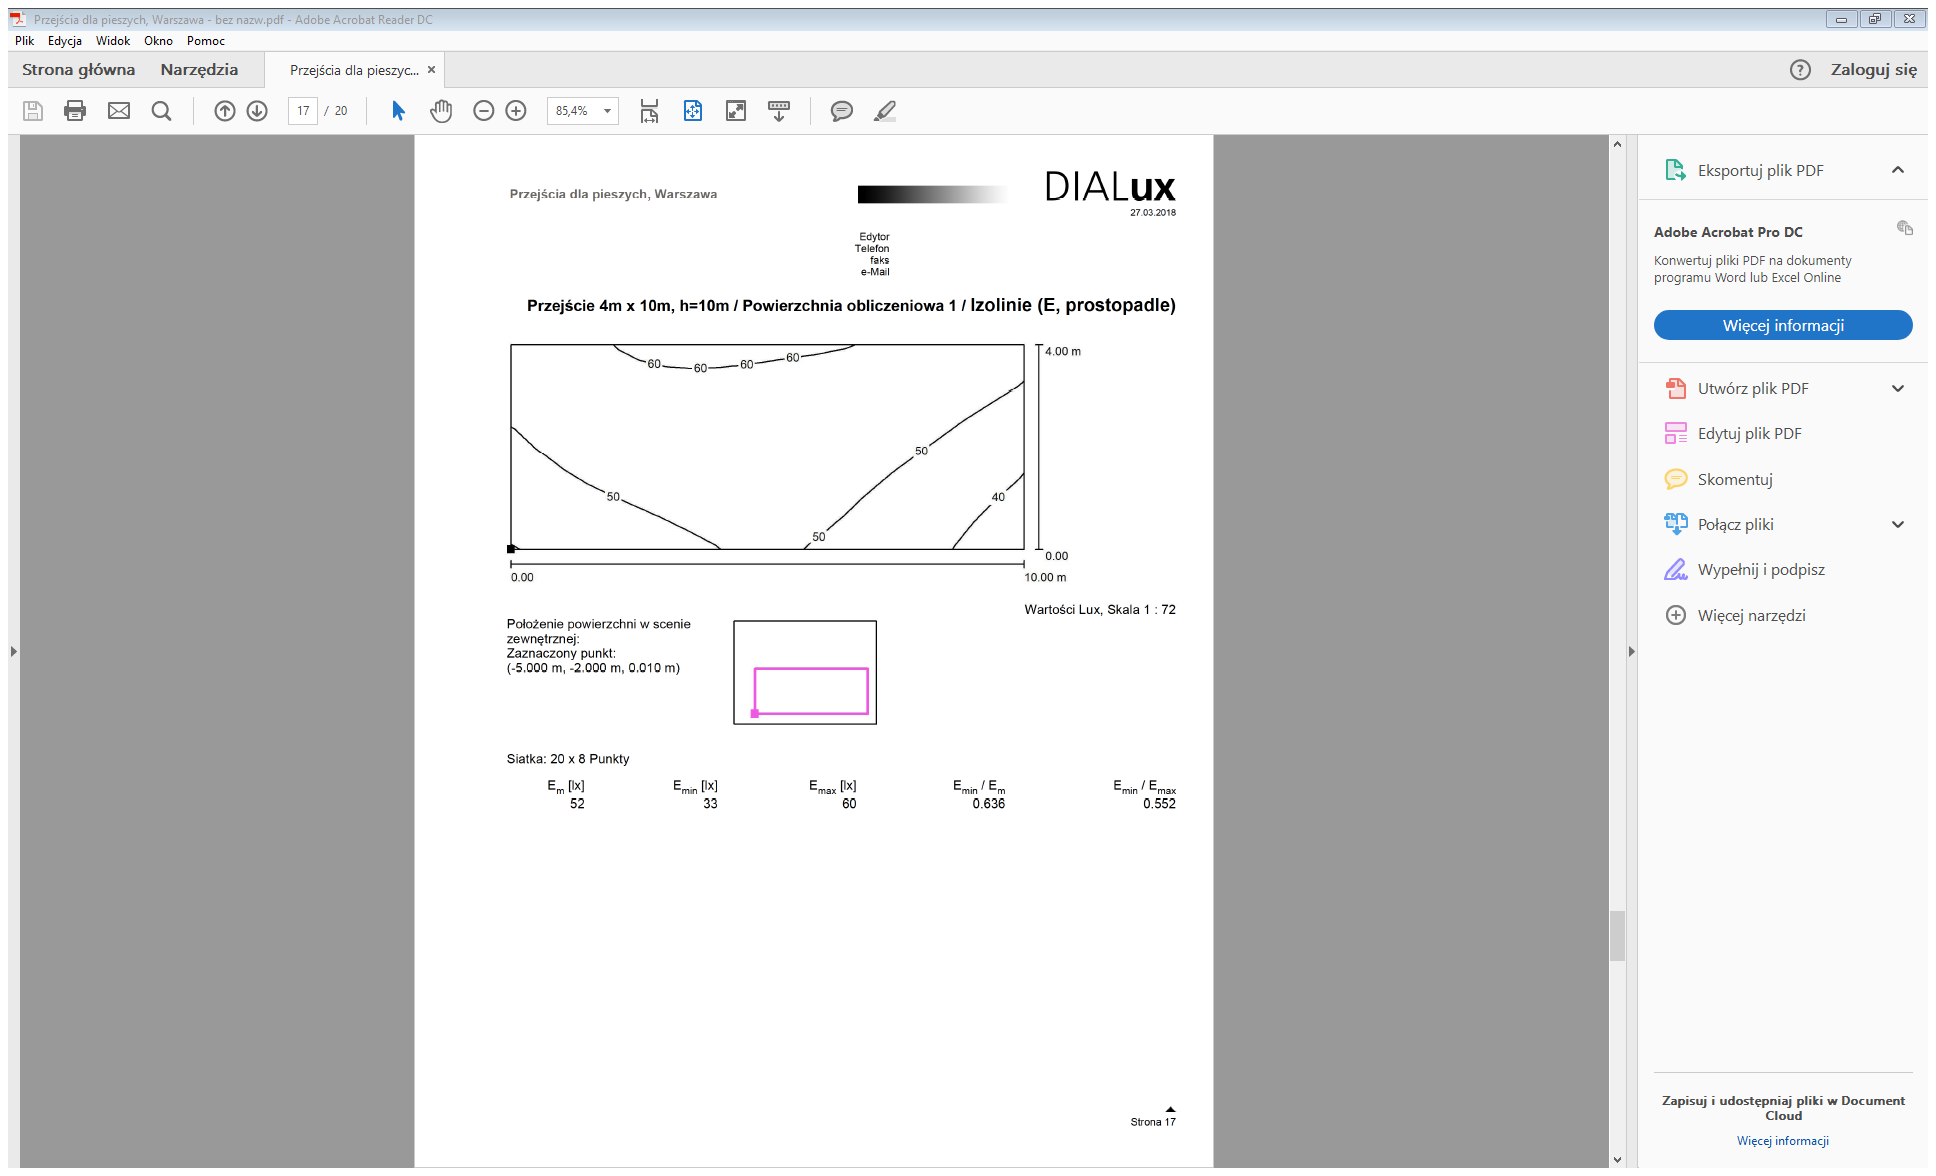 Przejścia dla pieszych, Warszawa - bez nazw.pdf - Adobe Acrobat Reader DC
Plik Edycja Widok Okno Pomoc
Strona główna Narzędzia Przejścia dla pieszyc... × Zaloguj się
17 / 20 85,4%
Przejścia dla pieszych, Warszawa
DIALux
27.03.2018
Edytor
Telefon
faks
e-Mail
Przejście 4m x 10m, h=10m / Powierzchnia obliczeniowa 1 / Izolinie (E, prostopadle)
60 60 60 60
4.00 m
50
50
40
50
0.00
0.00 10.00 m
Wartości Lux, Skala 1 : 72
Położenie powierzchni w scenie
zewnętrznej:
Zaznaczony punkt:
(-5.000 m, -2.000 m, 0.010 m)
Siatka: 20 x 8 Punkty
Em [lx] Emin [lx] Emax [lx] Emin / Em Emin / Emax
52 33 60 0.636 0.552
Strona 17
Eksportuj plik PDF
Adobe Acrobat Pro DC
Konwertuj pliki PDF na dokumenty
programu Word lub Excel Online
Więcej informacji
Utwórz plik PDF
Edytuj plik PDF
Skomentuj
Połącz pliki
Wypełnij i podpisz
Więcej narzędzi
Zapisuj i udostępniaj pliki w Document
Cloud
Więcej informacji